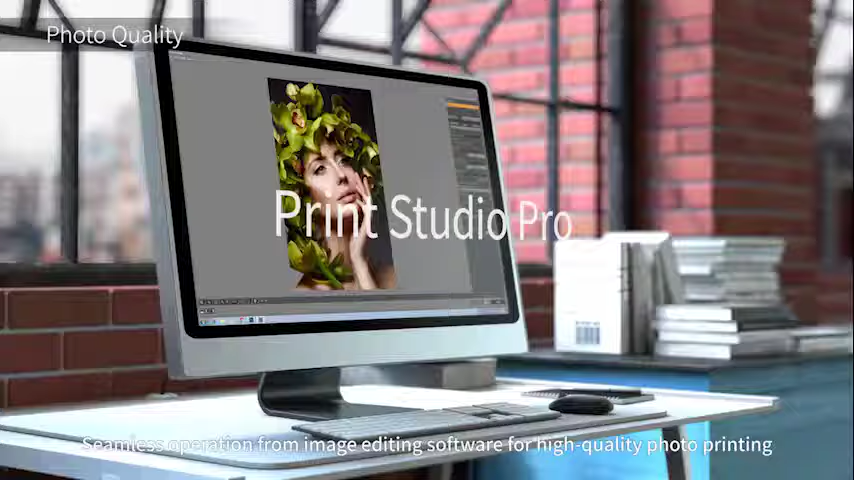 Photo Quality
Print Studio Pro
Seamless operation from image editing software for high-quality photo printing